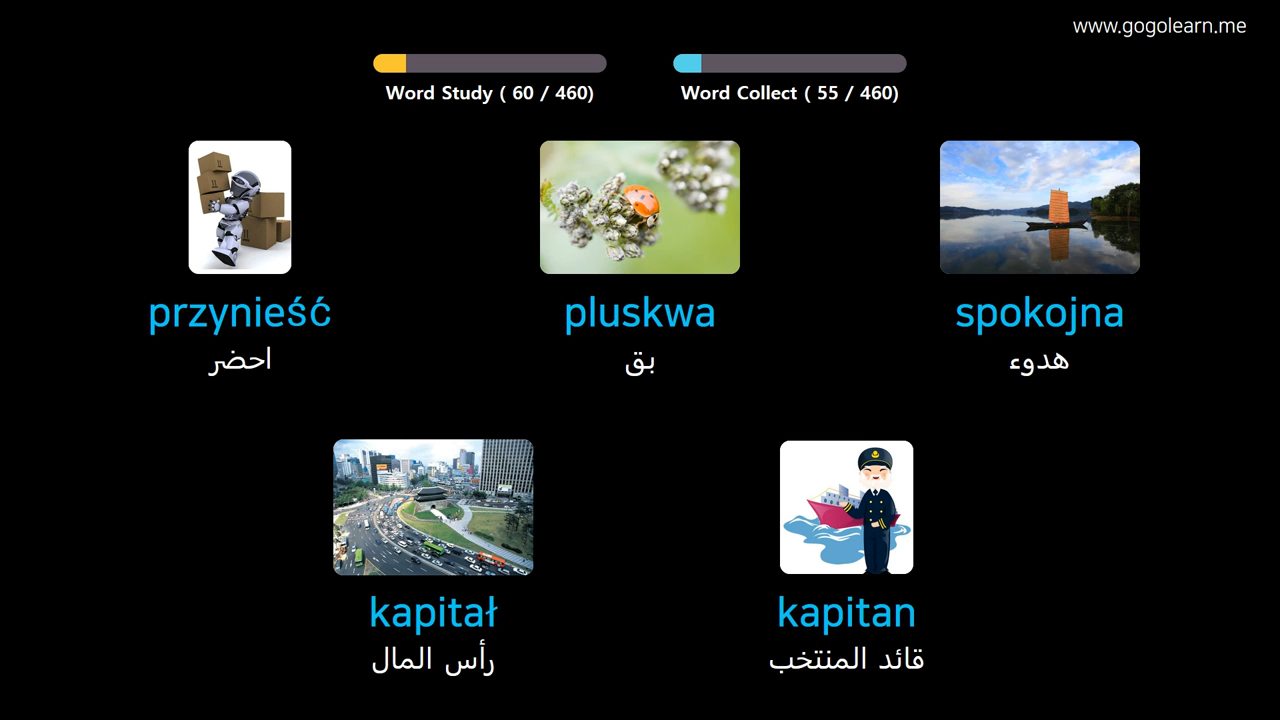 www.gogolearn.me
Word Study ( 60 / 460)
Word Collect ( 55 / 460)
przynieść
احضر
pluskwa
بق
spokojna
هدوء
kapitał
رأس المال
kapitan
قائد المنتخب